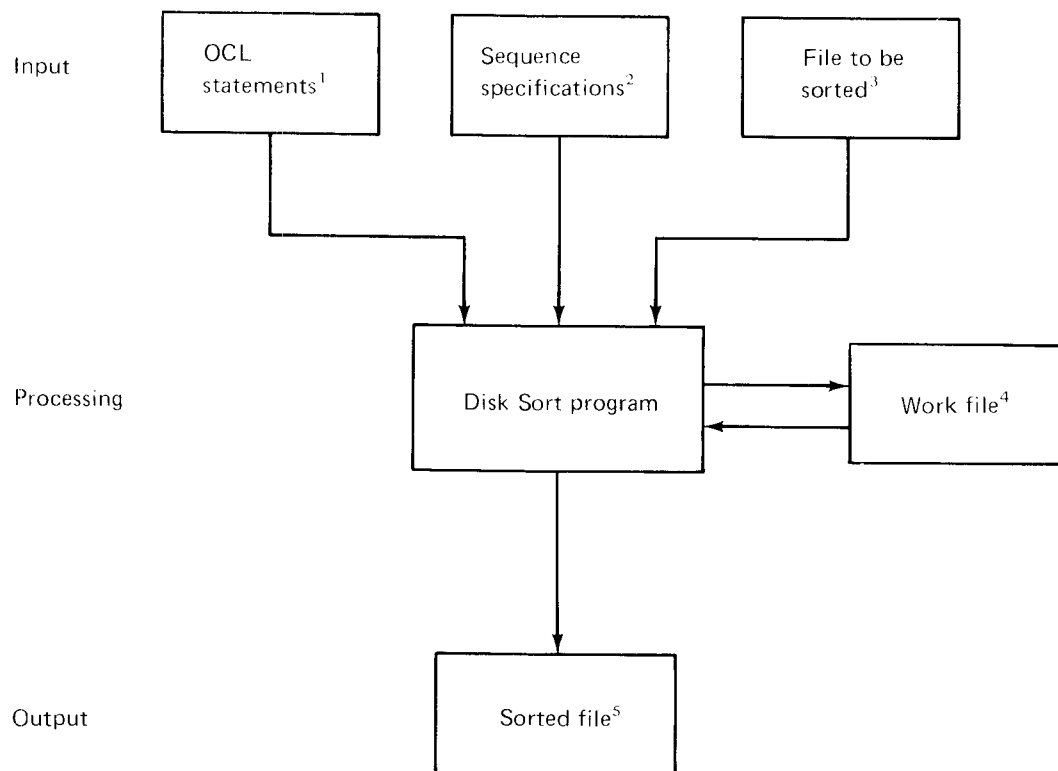 Input
OCL
statements¹
Sequence
specifications²
File to be
sorted³
Processing
Disk Sort program
Work file⁴
Output
Sorted file⁵